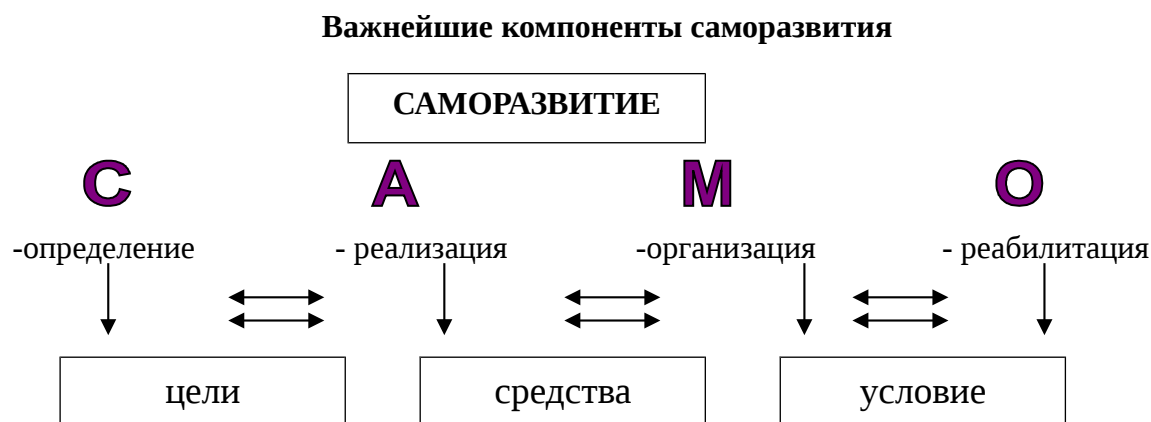 Важнейшие компоненты саморазвития
САМОРАЗВИТИЕ
С А М О
-определение - реализация -организация - реабилитация
цели средства условие